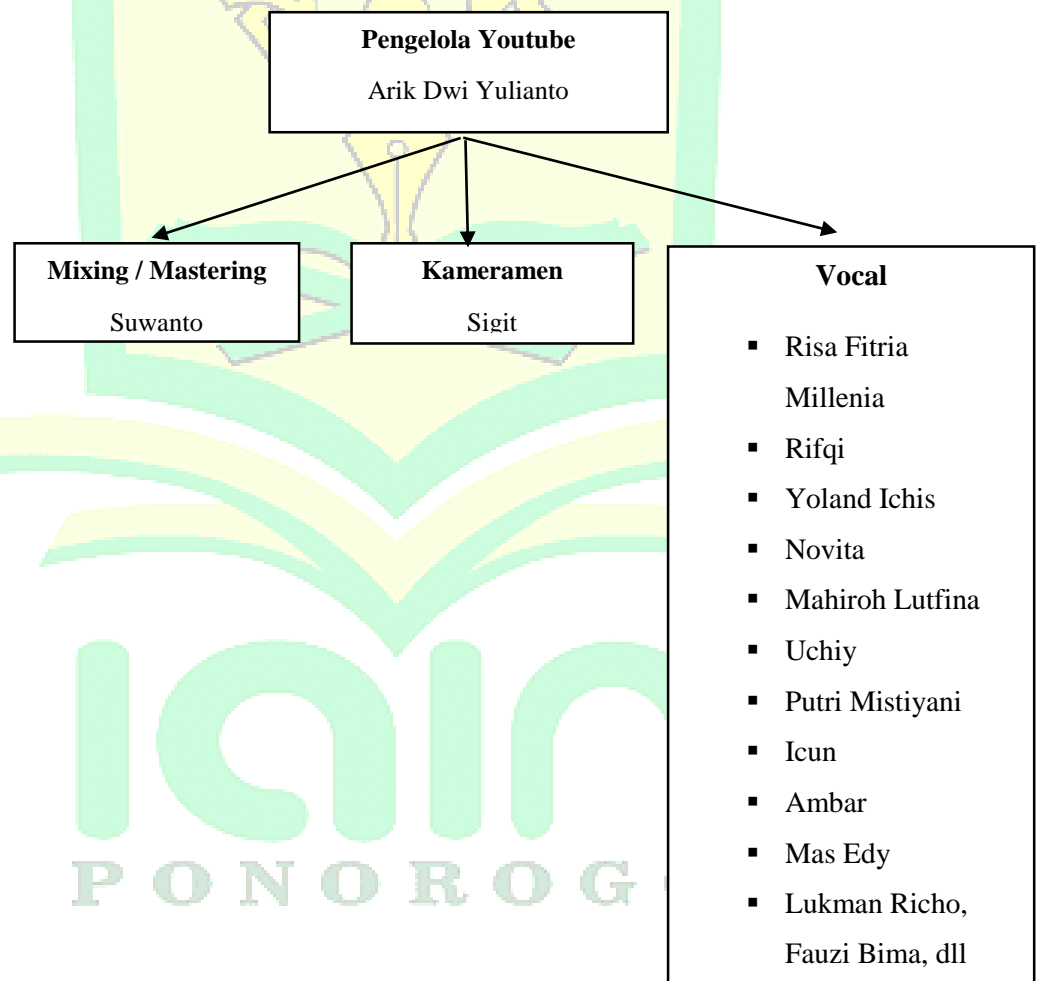 Pengelola Youtube
Arik Dwi Yulianto
Mixing / Mastering
Suwanto
Kameramen
Sigit
Vocal
▪ Risa Fitria
Millenia
▪ Rifqi
▪ Yoland Ichis
▪ Novita
▪ Mahiroh Lutfina
▪ Uchiy
▪ Putri Mistiyani
▪ Icun
▪ Ambar
▪ Mas Edy
▪ Lukman Richo,
Fauzi Bima, dll
iain
PONOROG